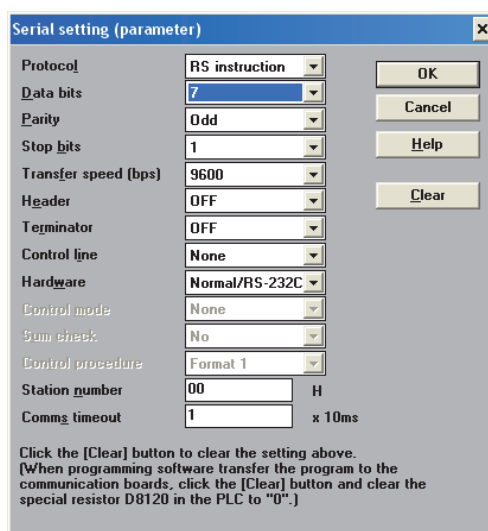 Serial setting (parameter)
Protocol RS instruction OK
Data bits 7
Cancel
Parity Odd
Stop bits 1 Help
Transfer speed (bps) 9600
Header OFF Clear
Terminator OFF
Control line None
Hardware Normal/RS-232C
Control mode None
Sum check No
Control procedure Format 1
Station number 00 H
Comms timeout 1 x 10ms
Click the [Clear] button to clear the setting above.
(When programming software transfer the program to the
communication boards, click the [Clear] button and clear the
special resistor D8120 in the PLC to "0".)